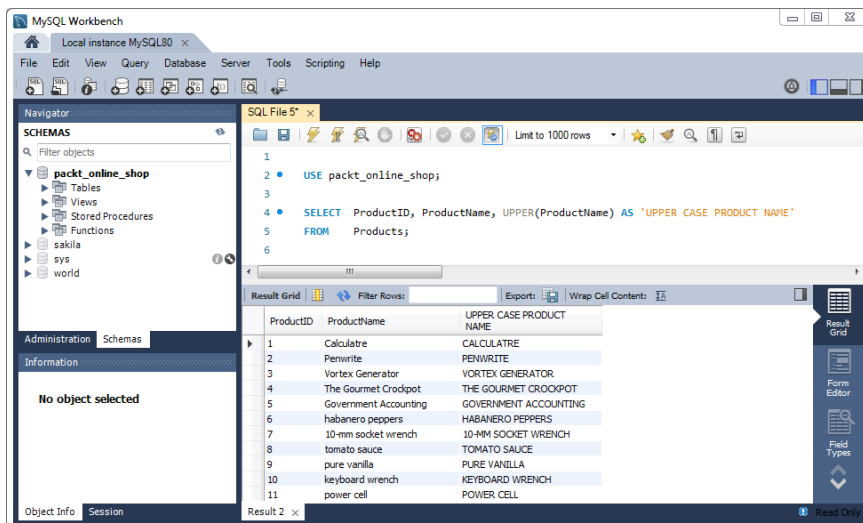 MySQL Workbench
Local instance MySQL80 ×
File Edit View Query Database Server Tools Scripting Help
Navigator
SCHEMAS
Filter objects
packt_online_shop
Tables
Views
Stored Procedures
Functions
sakila
sys
world
Administration Schemas
Information
No object selected
Object Info Session
SQL File 5* ×
Limit to 1000 rows
1
2 USE packt_online_shop;
3
4 SELECT ProductID, ProductName, UPPER(ProductName) AS 'UPPER CASE PRODUCT NAME'
5 FROM Products;
6
Result Grid Filter Rows: Export: Wrap Cell Content:
ProductID ProductName UPPER CASE PRODUCT NAME
1 Calculatre CALCULATRE
2 Penwrite PENWRITE
3 Vortex Generator VORTEX GENERATOR
4 The Gourmet Crockpot THE GOURMET CROCKPOT
5 Government Accounting GOVERNMENT ACCOUNTING
6 habanero peppers HABANERO PEPPERS
7 10-mm socket wrench 10-MM SOCKET WRENCH
8 tomato sauce TOMATO SAUCE
9 pure vanilla PURE VANILLA
10 keyboard wrench KEYBOARD WRENCH
11 power cell POWER CELL
Result Grid
Form Editor
Field Types
Result 2 ×
Read Only